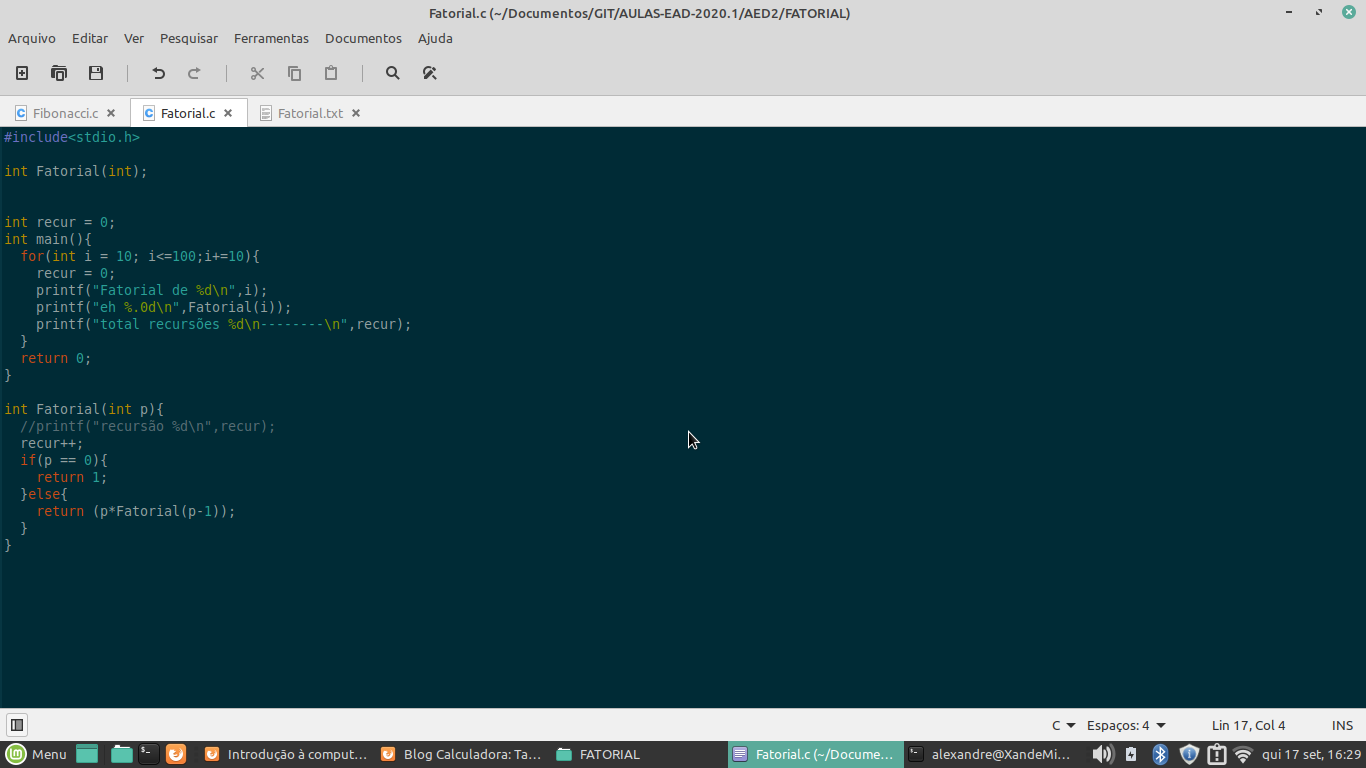 Fatorial.c (~/Documentos/GIT/AULAS-EAD-2020.1/AED2/FATORIAL)
Arquivo Editar Ver Pesquisar Ferramentas Documentos Ajuda
Fibonacci.c Fatorial.c Fatorial.txt
#include<stdio.h>
int Fatorial(int);
int recur = 0;
int main(){
  for(int i = 10; i<=100;i+=10){
    recur = 0;
    printf("Fatorial de %d\n",i);
    printf("eh %.0d\n",Fatorial(i));
    printf("total recursões %d\n--------\n",recur);
  }
  return 0;
}
int Fatorial(int p){
  //printf("recursão %d\n",recur);
  recur++;
  if(p == 0){
    return 1;
  }else{
    return (p*Fatorial(p-1));
  }
}
C Espaços: 4 Lin 17, Col 4 INS
Menu Introdução à comput... Blog Calculadora: Ta... FATORIAL Fatorial.c (~/Docume... alexandre@XandeMi... qui 17 set, 16:29